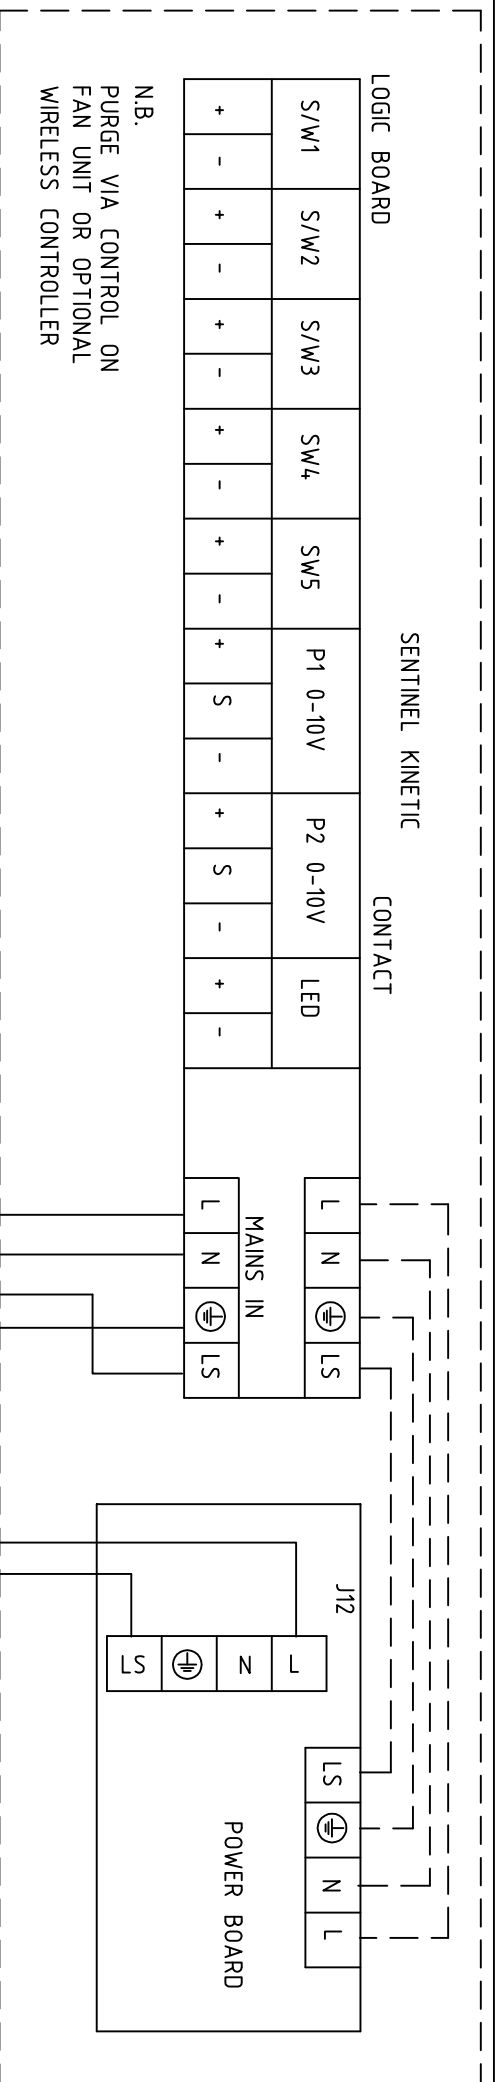 SENTINEL KINETIC
LOGIC BOARD
CONTACT
S/W1
S/W2
S/W3
SW4
SW5
P1 0-10V
P2 0-10V
LED
+ - + - + - + - + - + S - + S - + -
L N LS
MAINS IN
L N LS
N.B.
PURGE VIA CONTROL ON
FAN UNIT OR OPTIONAL
WIRELESS CONTROLLER
J12
LS N L
LS N L
POWER BOARD